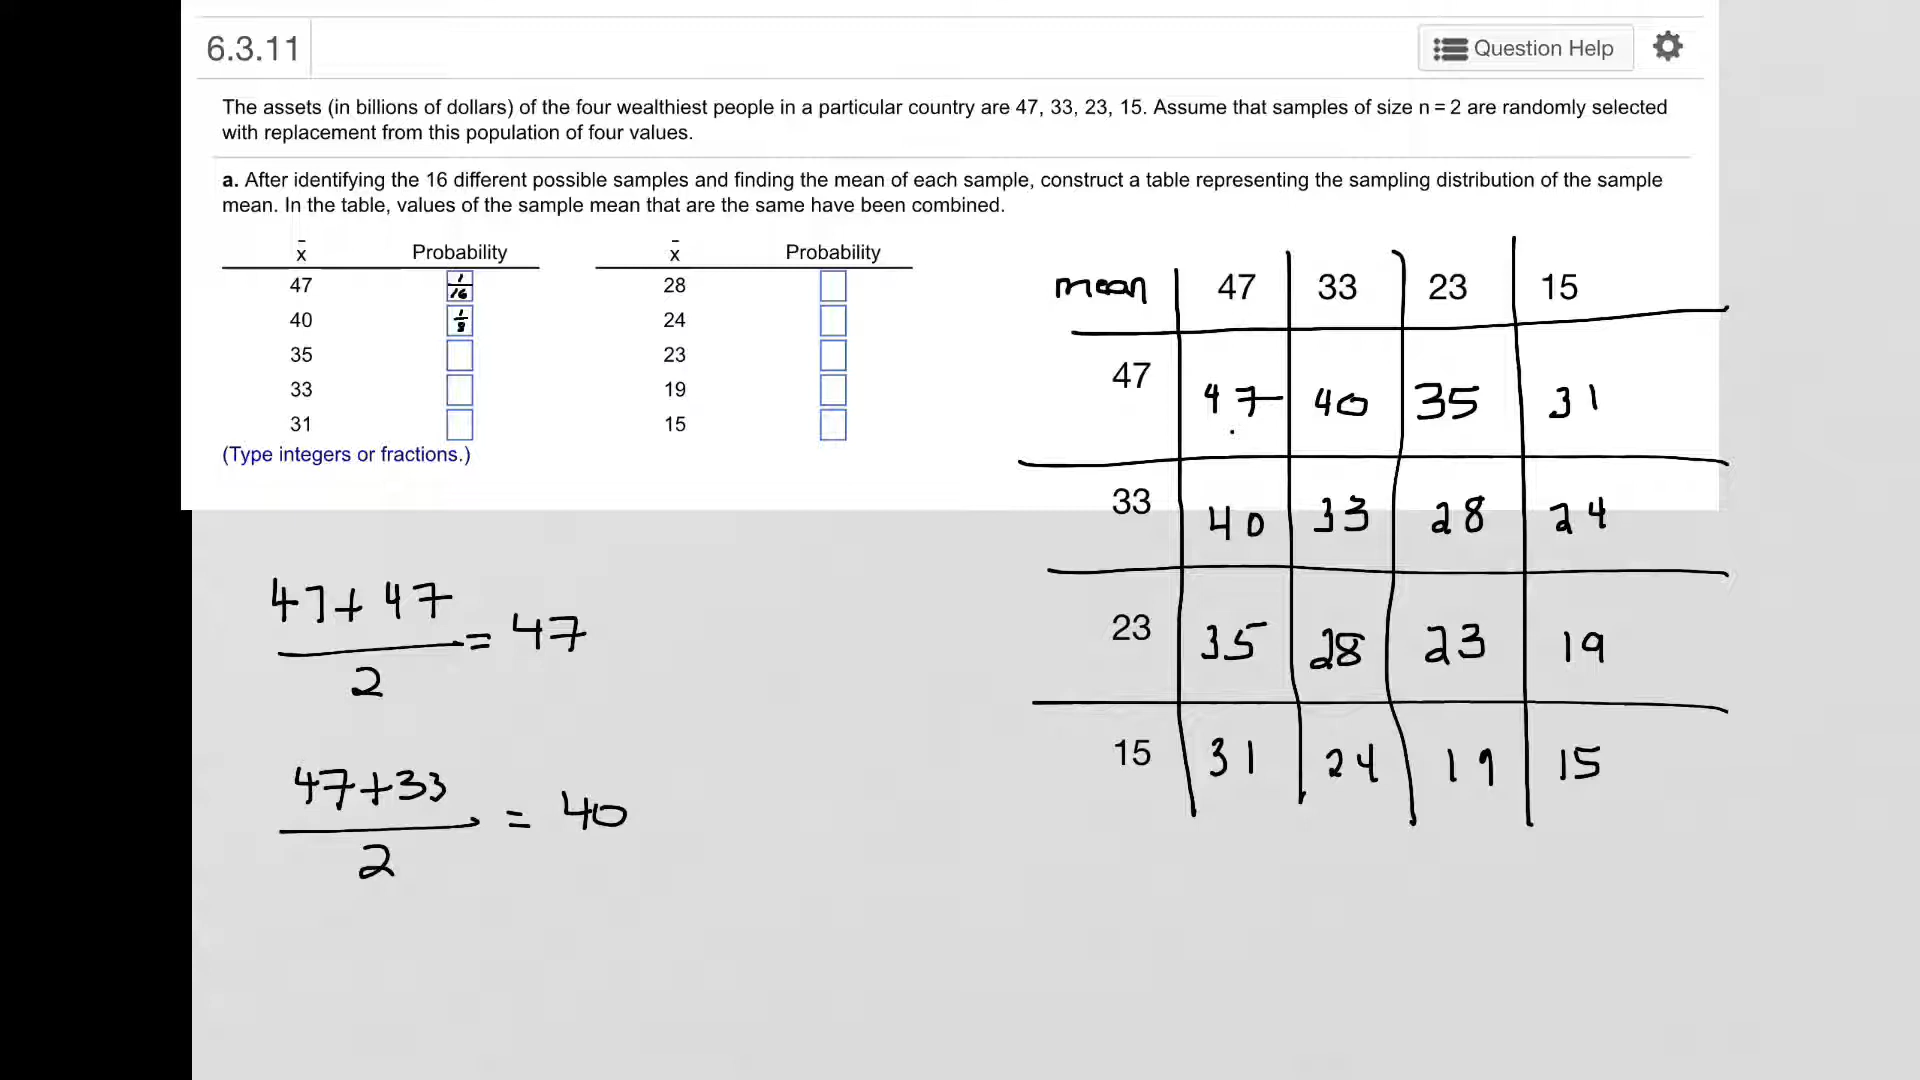 6.3.11
Question Help
The assets (in billions of dollars) of the four wealthiest people in a particular country are 47, 33, 23, 15. Assume that samples of size n = 2 are randomly selected
with replacement from this population of four values.
a. After identifying the 16 different possible samples and finding the mean of each sample, construct a table representing the sampling distribution of the sample
mean. In the table, values of the sample mean that are the same have been combined.
x̄ Probability x̄ Probability
47 1/16 28
40 1/8 24
35 23
33 19
31 15
(Type integers or fractions.)
mean 47 33 23 15
47 47 40 35 31
33 40 33 28 24
23 35 28 23 19
15 31 24 19 15
47 + 47
= 47
2
47 + 33
= 40
2